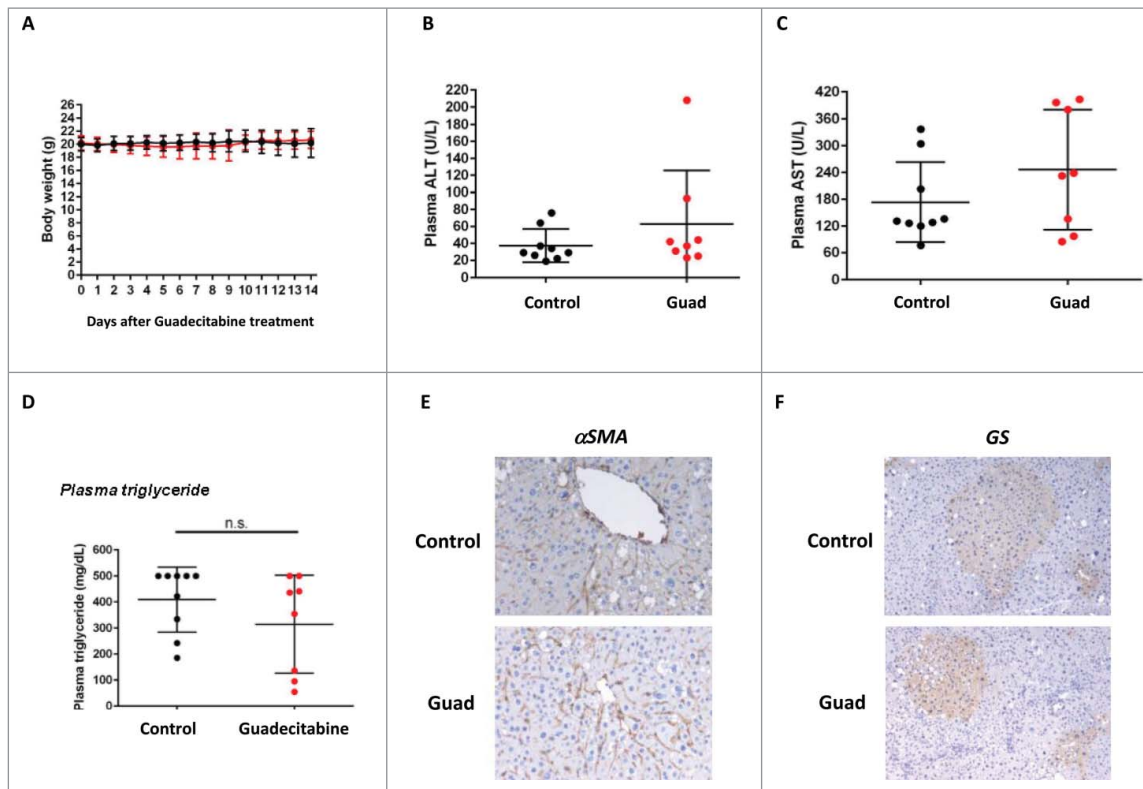 A
Body weight (g)
26
24
22
20
18
16
14
12
10
8
6
4
2
0
0 1 2 3 4 5 6 7 8 9 10 11 12 13 14
Days after Guadecitabine treatment
B
Plasma ALT (U/L)
220
200
180
160
140
120
100
80
60
40
20
0
Control Guad
C
Plasma AST (U/L)
420
360
300
240
180
120
60
0
Control Guad
D
Plasma triglyceride
n.s.
Plasma triglyceride (mg/dL)
600
500
400
300
200
100
0
Control Guadecitabine
E
αSMA
Control
Guad
F
GS
Control
Guad